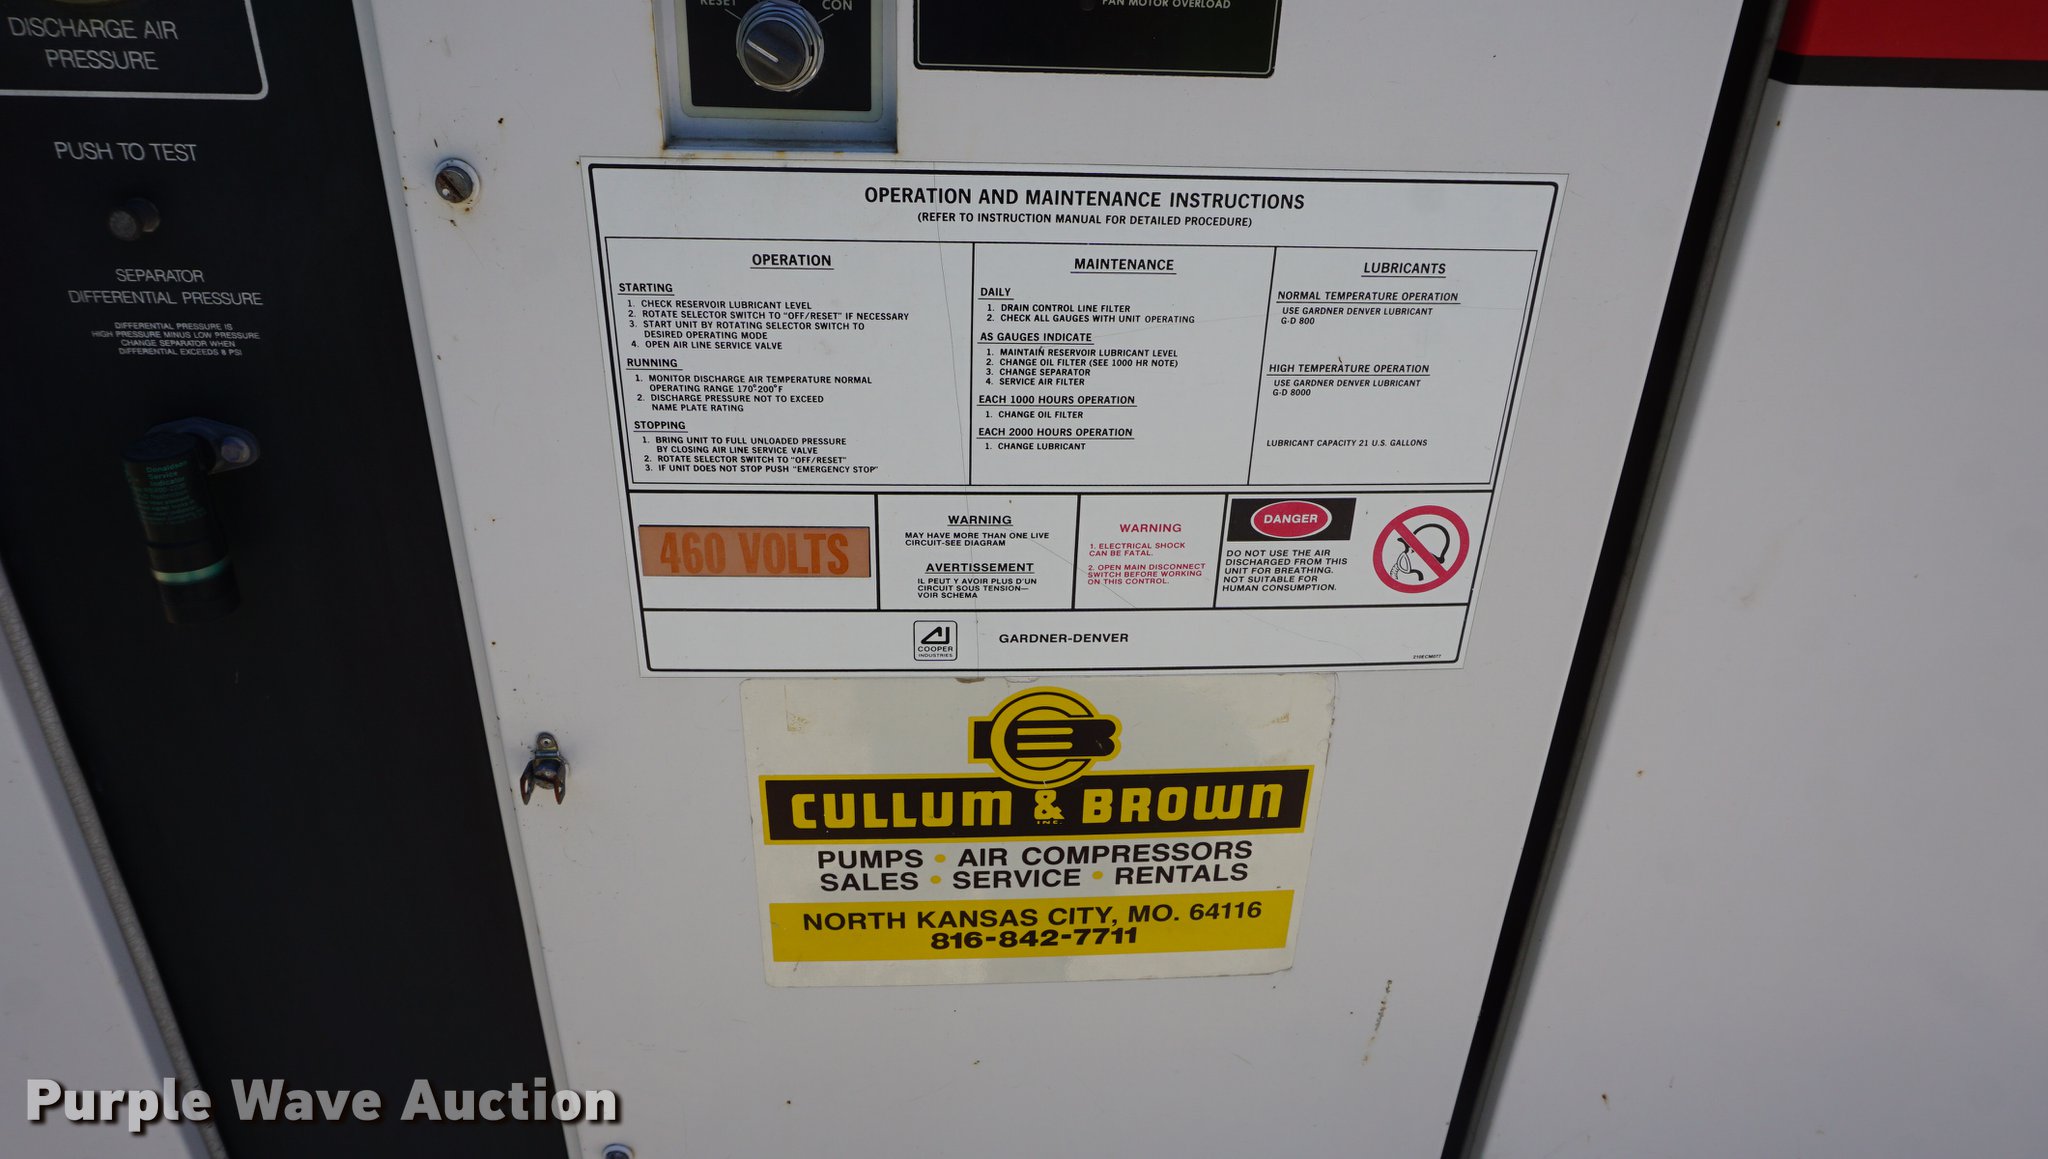 DISCHARGE AIR
PRESSURE
PUSH TO TEST
SEPARATOR
DIFFERENTIAL PRESSURE
DIFFERENTIAL PRESSURE IS
HIGH PRESSURE MINUS LOW PRESSURE
CHANGE SEPARATOR WHEN
DIFFERENTIAL EXCEEDS 8 PSI
Donaldson
Service
Indicator
RESET
CON
FAN MOTOR OVERLOAD
OPERATION AND MAINTENANCE INSTRUCTIONS
(REFER TO INSTRUCTION MANUAL FOR DETAILED PROCEDURE)
OPERATION
STARTING
1. CHECK RESERVOIR LUBRICANT LEVEL
2. ROTATE SELECTOR SWITCH TO "OFF/RESET" IF NECESSARY
3. START UNIT BY ROTATING SELECTOR SWITCH TO
DESIRED OPERATING MODE
4. OPEN AIR LINE SERVICE VALVE
RUNNING
1. MONITOR DISCHARGE AIR TEMPERATURE NORMAL
OPERATING RANGE 170°-200°F
2. DISCHARGE PRESSURE NOT TO EXCEED
NAME PLATE RATING
STOPPING
1. BRING UNIT TO FULL UNLOADED PRESSURE
BY CLOSING AIR LINE SERVICE VALVE
2. ROTATE SELECTOR SWITCH TO "OFF/RESET"
3. IF UNIT DOES NOT STOP PUSH "EMERGENCY STOP"
MAINTENANCE
DAILY
1. DRAIN CONTROL LINE FILTER
2. CHECK ALL GAUGES WITH UNIT OPERATING
AS GAUGES INDICATE
1. MAINTAIN RESERVOIR LUBRICANT LEVEL
2. CHANGE OIL FILTER (SEE 1000 HR NOTE)
3. CHANGE SEPARATOR
4. SERVICE AIR FILTER
EACH 1000 HOURS OPERATION
1. CHANGE OIL FILTER
EACH 2000 HOURS OPERATION
1. CHANGE LUBRICANT
LUBRICANTS
NORMAL TEMPERATURE OPERATION
USE GARDNER DENVER LUBRICANT
G-D 800
HIGH TEMPERATURE OPERATION
USE GARDNER DENVER LUBRICANT
G-D 8000
LUBRICANT CAPACITY 21 U.S. GALLONS
460 VOLTS
WARNING
MAY HAVE MORE THAN ONE LIVE
CIRCUIT-SEE DIAGRAM
AVERTISSEMENT
IL PEUT Y AVOIR PLUS D'UN
CIRCUIT SOUS TENSION—
VOIR SCHEMA
WARNING
1. ELECTRICAL SHOCK
CAN BE FATAL.
2. OPEN MAIN DISCONNECT
SWITCH BEFORE WORKING
ON THIS CONTROL.
DANGER
DO NOT USE THE AIR
DISCHARGED FROM THIS
UNIT FOR BREATHING.
NOT SUITABLE FOR
HUMAN CONSUMPTION.
COOPER
INDUSTRIES
GARDNER-DENVER
210ECM077
CULLUM & BROWN
INC.
PUMPS • AIR COMPRESSORS
SALES • SERVICE • RENTALS
NORTH KANSAS CITY, MO. 64116
816-842-7711
Purple Wave Auction